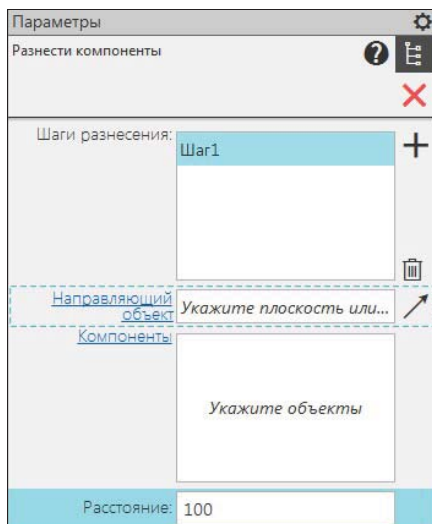 Параметры
Разнести компоненты
Шаги разнесения:
Шаг1
Направляющий
объект
Укажите плоскость или...
Компоненты
Укажите объекты
Расстояние: 100